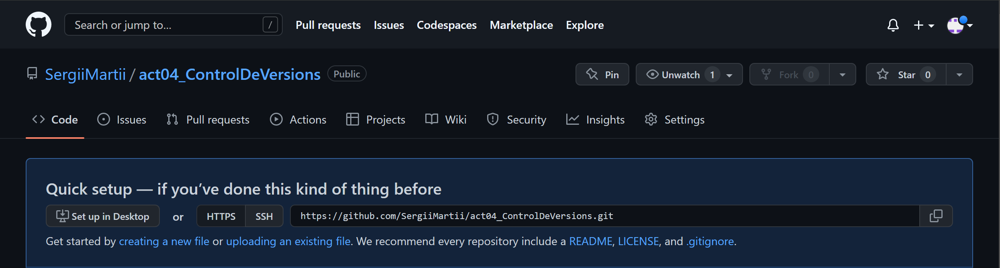 Search or jump to... / Pull requests Issues Codespaces Marketplace Explore
SergiiMartii / act04_ControlDeVersions Public Pin Unwatch 1 Fork 0 Star 0
Code Issues Pull requests Actions Projects Wiki Security Insights Settings
Quick setup — if you’ve done this kind of thing before
Set up in Desktop or HTTPS SSH https://github.com/SergiiMartii/act04_ControlDeVersions.git
Get started by creating a new file or uploading an existing file. We recommend every repository include a README, LICENSE, and .gitignore.